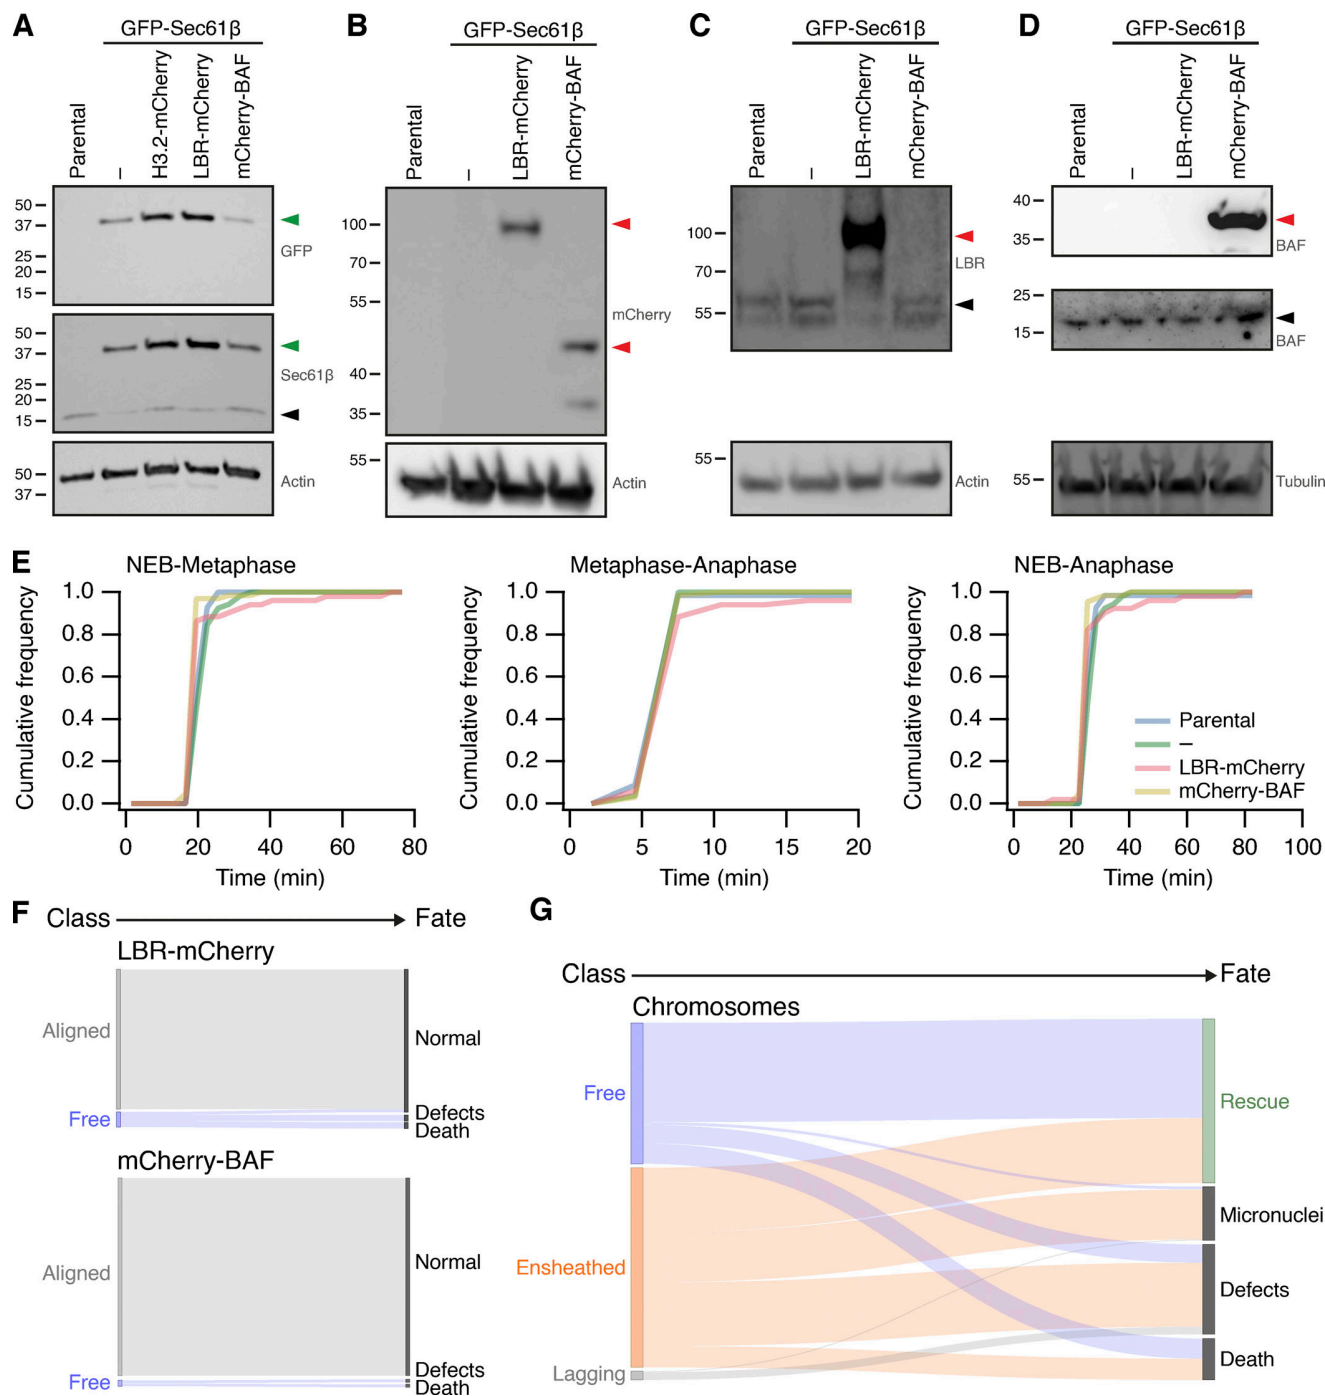 A
GFP-Sec61β
Parental
–
H3.2-mCherry
LBR-mCherry
mCherry-BAF
50
37
25
20
15
GFP
50
37
25
20
15
Sec61β
50
37
Actin
B
GFP-Sec61β
Parental
–
LBR-mCherry
mCherry-BAF
100
70
55
40
35
mCherry
55
Actin
C
GFP-Sec61β
Parental
–
LBR-mCherry
mCherry-BAF
100
70
55
LBR
55
Actin
D
GFP-Sec61β
Parental
–
LBR-mCherry
mCherry-BAF
40
35
BAF
25
15
BAF
55
Tubulin
E
NEB-Metaphase
Cumulative frequency
1.0
0.8
0.6
0.4
0.2
0.0
0 20 40 60 80
Time (min)
Metaphase-Anaphase
Cumulative frequency
1.0
0.8
0.6
0.4
0.2
0.0
0 5 10 15 20
Time (min)
NEB-Anaphase
Cumulative frequency
1.0
0.8
0.6
0.4
0.2
0.0
0 20 40 60 80 100
Time (min)
Parental
–
LBR-mCherry
mCherry-BAF
F
Class Fate
LBR-mCherry
Aligned
Free
Normal
Defects
Death
mCherry-BAF
Aligned
Free
Normal
Defects
Death
G
Class Fate
Chromosomes
Free
Ensheathed
Lagging
Rescue
Micronuclei
Defects
Death